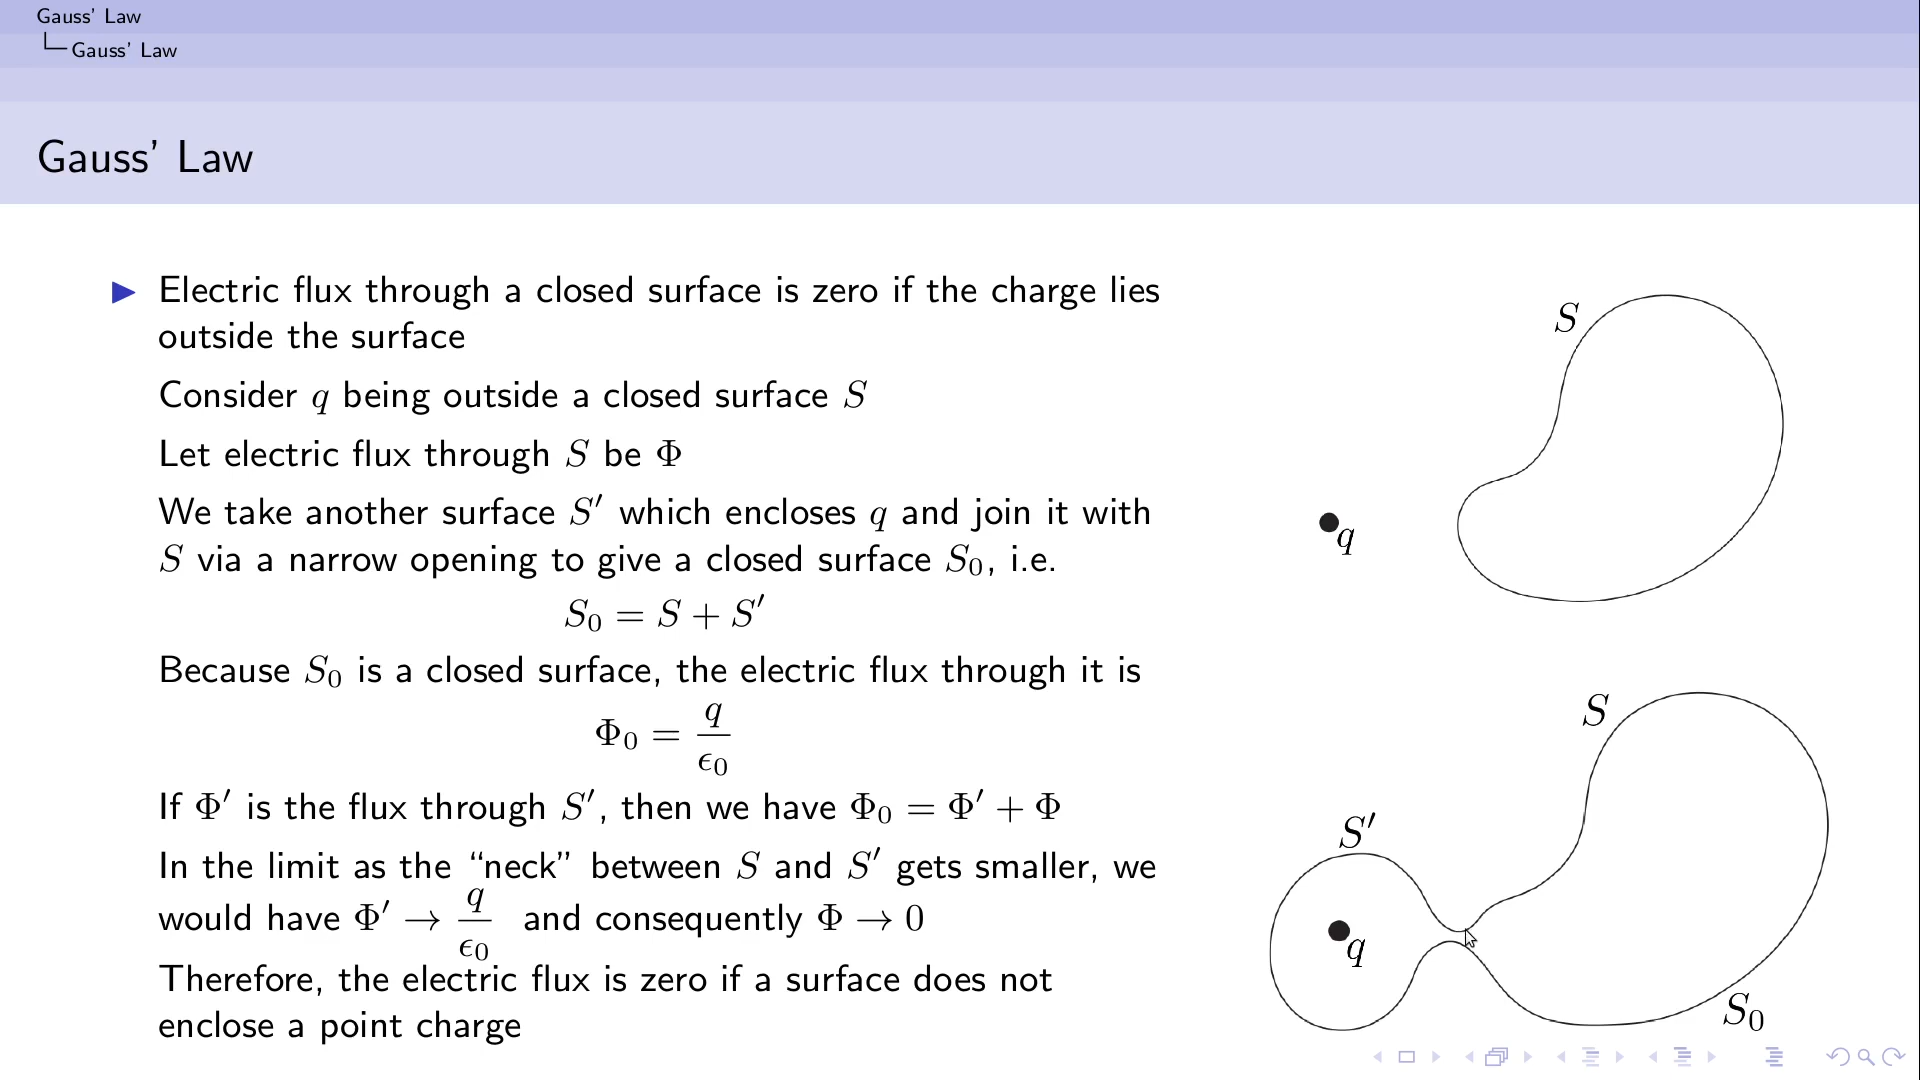 Gauss' Law
Gauss' Law
Gauss' Law
Electric flux through a closed surface is zero if the charge lies
outside the surface
Consider q being outside a closed surface S
Let electric flux through S be Φ
We take another surface S′ which encloses q and join it with
S via a narrow opening to give a closed surface S₀, i.e.
S₀ = S + S′
Because S₀ is a closed surface, the electric flux through it is
Φ₀ = q/ϵ₀
If Φ′ is the flux through S′, then we have Φ₀ = Φ′ + Φ
In the limit as the “neck” between S and S′ gets smaller, we
would have Φ′ → q/ϵ₀ and consequently Φ → 0
Therefore, the electric flux is zero if a surface does not
enclose a point charge
S
q
S
S′
q
S₀